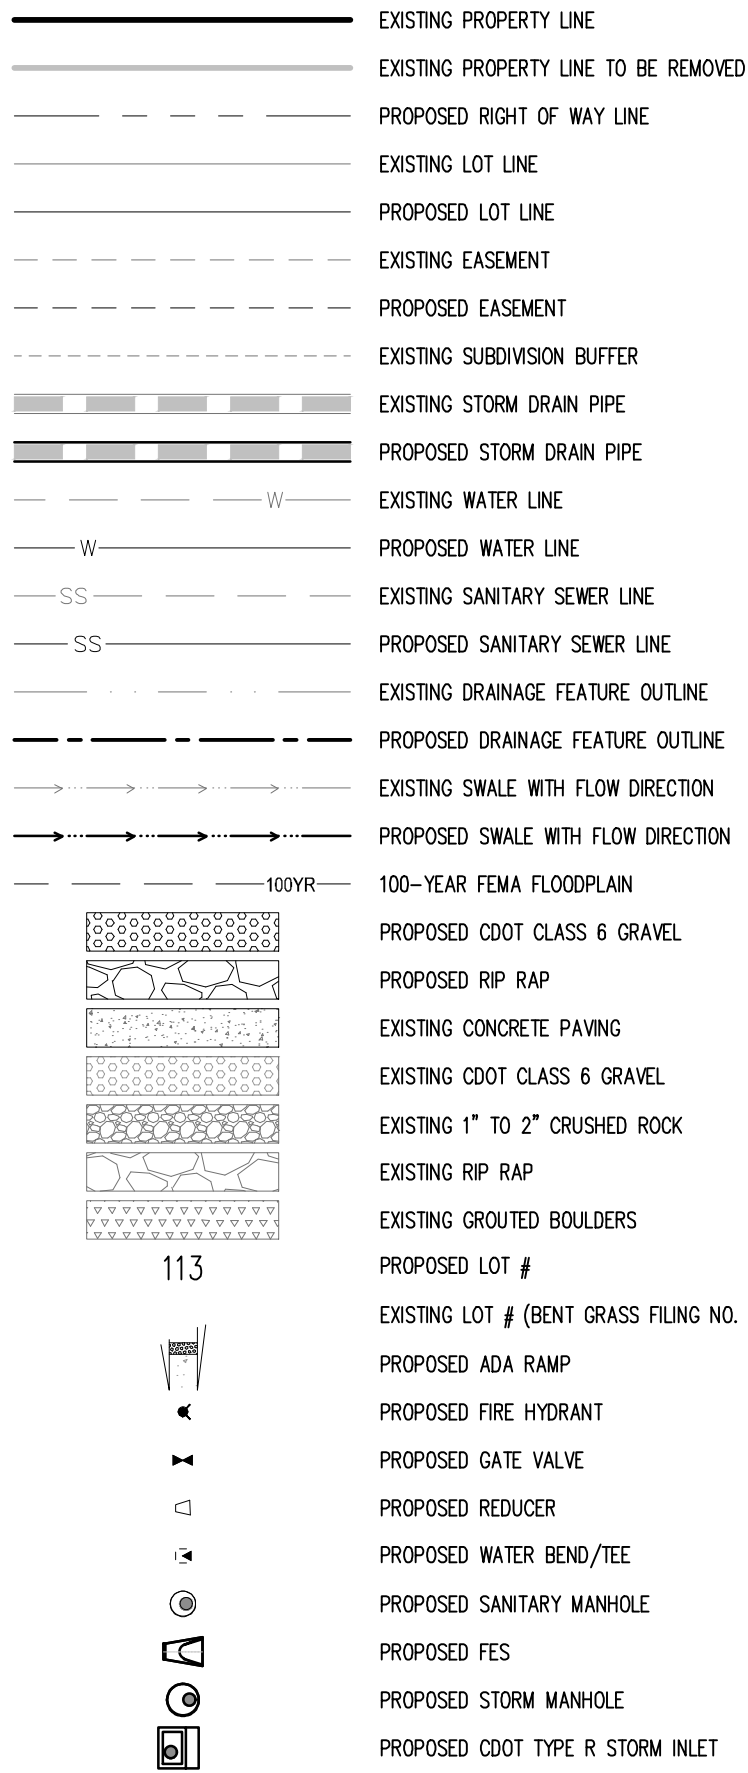 EXISTING PROPERTY LINE
EXISTING PROPERTY LINE TO BE REMOVED
PROPOSED RIGHT OF WAY LINE
EXISTING LOT LINE
PROPOSED LOT LINE
EXISTING EASEMENT
PROPOSED EASEMENT
EXISTING SUBDIVISION BUFFER
EXISTING STORM DRAIN PIPE
PROPOSED STORM DRAIN PIPE
W EXISTING WATER LINE
W PROPOSED WATER LINE
SS EXISTING SANITARY SEWER LINE
SS PROPOSED SANITARY SEWER LINE
EXISTING DRAINAGE FEATURE OUTLINE
PROPOSED DRAINAGE FEATURE OUTLINE
EXISTING SWALE WITH FLOW DIRECTION
PROPOSED SWALE WITH FLOW DIRECTION
100YR 100-YEAR FEMA FLOODPLAIN
PROPOSED CDOT CLASS 6 GRAVEL
PROPOSED RIP RAP
EXISTING CONCRETE PAVING
EXISTING CDOT CLASS 6 GRAVEL
EXISTING 1" TO 2" CRUSHED ROCK
EXISTING RIP RAP
EXISTING GROUTED BOULDERS
113 PROPOSED LOT #
EXISTING LOT # (BENT GRASS FILING NO.
PROPOSED ADA RAMP
PROPOSED FIRE HYDRANT
PROPOSED GATE VALVE
PROPOSED REDUCER
PROPOSED WATER BEND/TEE
PROPOSED SANITARY MANHOLE
PROPOSED FES
PROPOSED STORM MANHOLE
PROPOSED CDOT TYPE R STORM INLET